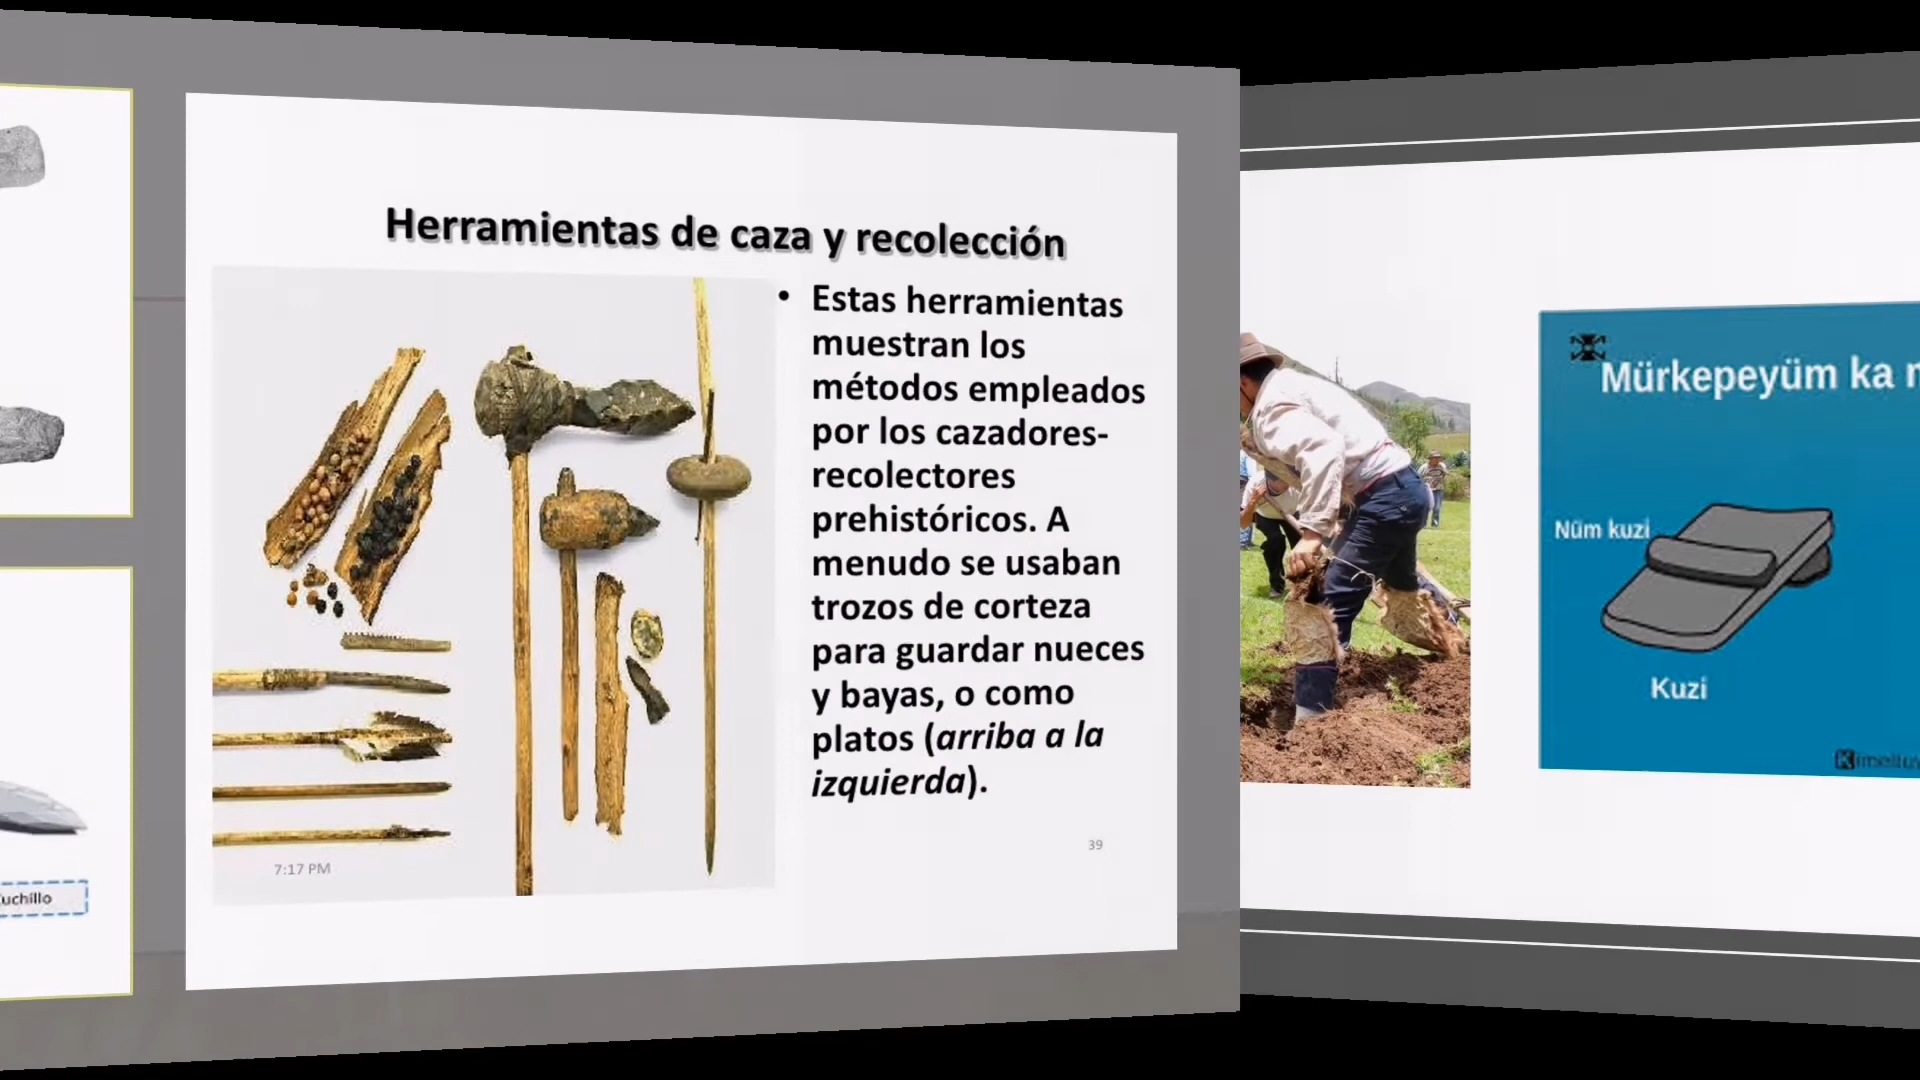 Herramientas de caza y recolección
• Estas herramientas
muestran los
métodos empleados
por los cazadores-
recolectores
prehistóricos. A
menudo se usaban
trozos de corteza
para guardar nueces
y bayas, o como
platos (arriba a la
izquierda).
7:17 PM
39
uchillo
Mürkepeyüm ka
Nüm kuzi
Kuzi